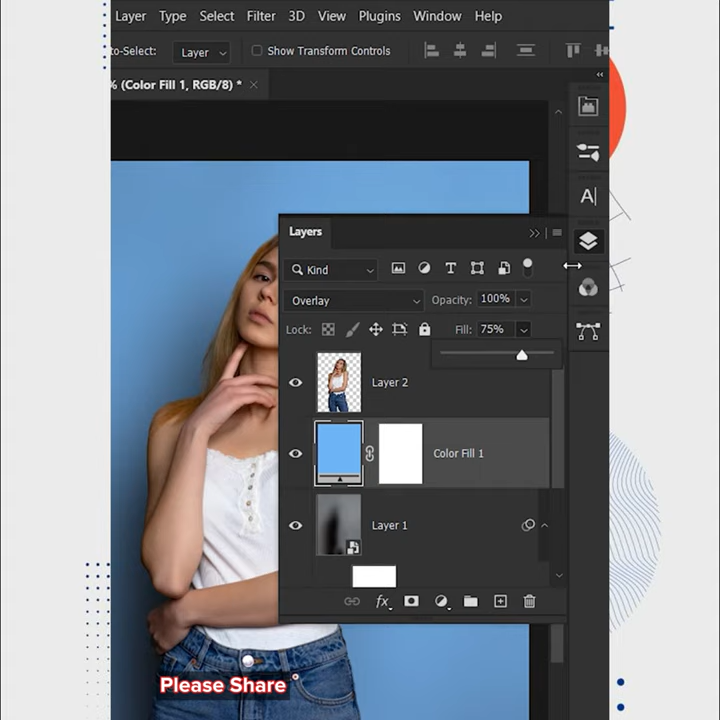 Layer Type Select Filter 3D View Plugins Window Help
to-Select: Layer Show Transform Controls
% (Color Fill 1, RGB/8) *
Layers
Kind
Overlay Opacity: 100%
Lock: Fill: 75%
Layer 2
Color Fill 1
Layer 1
fx
Please Share